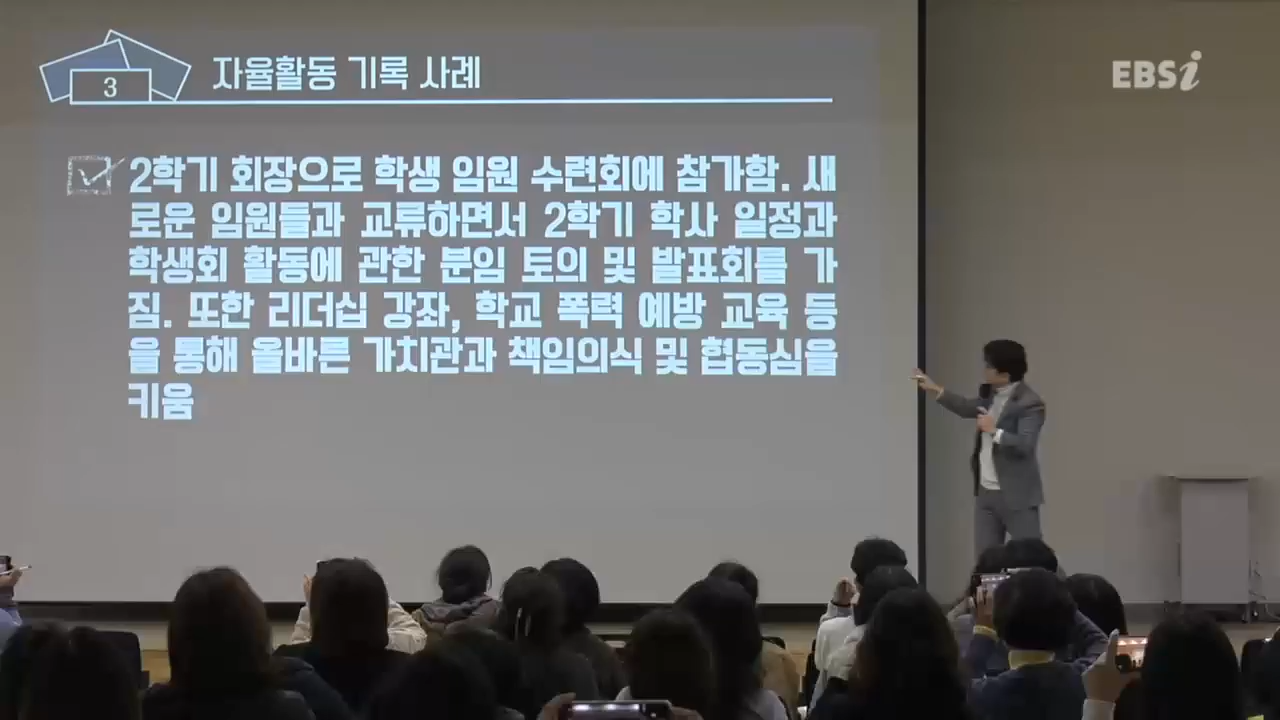 3
자율활동 기록 사례
EBSi
2학기 회장으로 학생 임원 수련회에 참가함. 새
로운 임원들과 교류하면서 2학기 학사 일정과
학생회 활동에 관한 분임 토의 및 발표회를 가
짐. 또한 리더십 강좌, 학교 폭력 예방 교육 등
을 통해 올바른 가치관과 책임의식 및 협동심을
키움